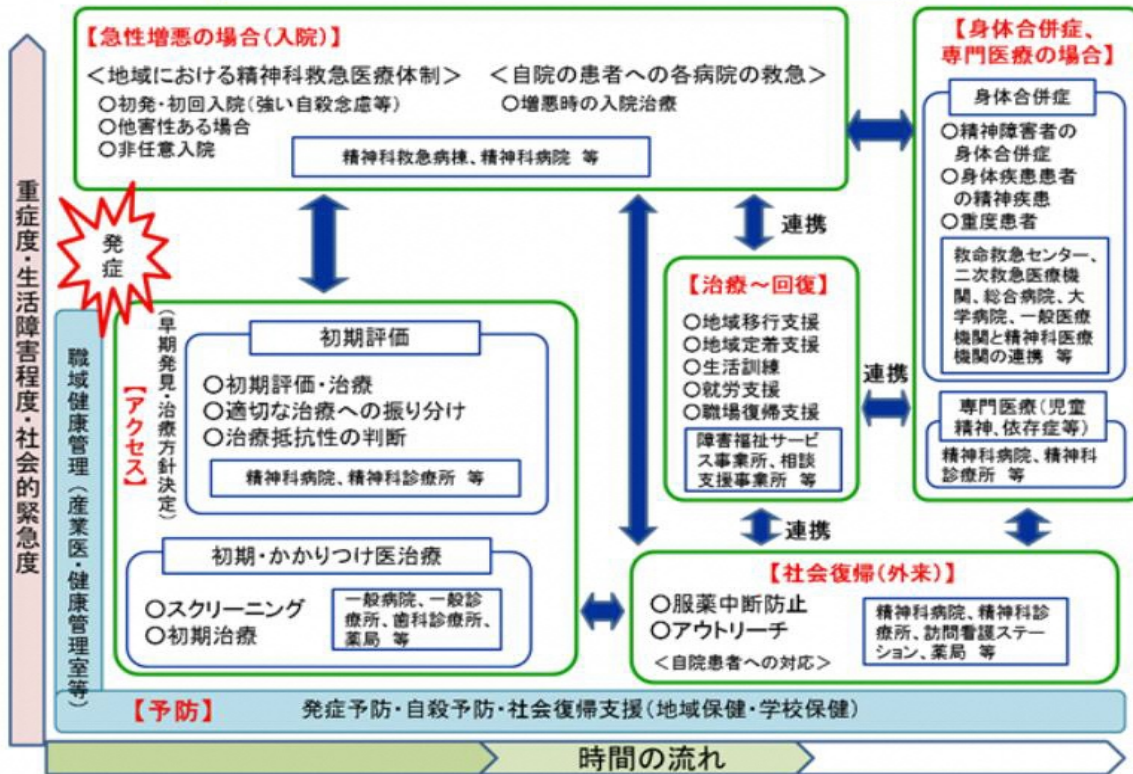 【急性増悪の場合(入院)】
＜地域における精神科救急医療体制＞
○初発・初回入院(強い自殺念慮等)
○他害性ある場合
○非任意入院
＜自院の患者への各病院の救急＞
○増悪時の入院治療
精神科救急病棟、精神科病院 等
【身体合併症、
専門医療の場合】
身体合併症
○精神障害者の
身体合併症
○身体疾患患者
の精神疾患
○重度患者
救命救急センター、
二次救急医療機
関、総合病院、大
学病院、一般医療
機関と精神科医療
機関の連携 等
専門医療(児童
精神、依存症等)
精神科病院、精神科
診療所 等
重症度・生活障害程度・社会的緊急度
発症
職域健康管理(産業医・健康管理室等)
【アクセス】
(早期発見・治療方針決定)
初期評価
○初期評価・治療
○適切な治療への振り分け
○治療抵抗性の判断
精神科病院、精神科診療所 等
初期・かかりつけ医治療
○スクリーニング
○初期治療
一般病院、一般診
療所、歯科診療所、
薬局 等
連携
【治療～回復】
○地域移行支援
○地域定着支援
○生活訓練
○就労支援
○職場復帰支援
障害福祉サービ
ス事業所、相談
支援事業所 等
連携
連携
【社会復帰(外来)】
○服薬中断防止
○アウトリーチ
＜自院患者への対応＞
精神科病院、精神科診
療所、訪問看護ステー
ション、薬局 等
【予防】 発症予防・自殺予防・社会復帰支援(地域保健・学校保健)
時間の流れ